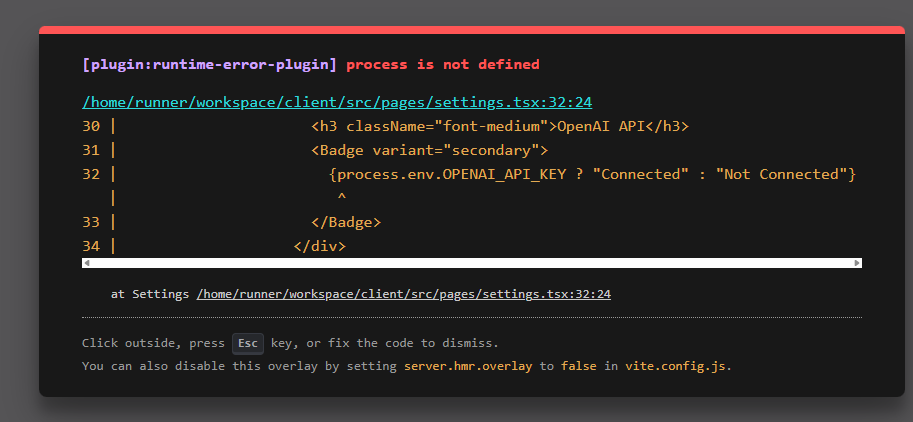 [plugin:runtime-error-plugin] process is not defined
/home/runner/workspace/client/src/pages/settings.tsx:32:24
30 |                      <h3 className="font-medium">OpenAI API</h3>
31 |                      <Badge variant="secondary">
32 |                        {process.env.OPENAI_API_KEY ? "Connected" : "Not Connected"}
   |                         ^
33 |                      </Badge>
34 |                    </div>
at Settings /home/runner/workspace/client/src/pages/settings.tsx:32:24
Click outside, press Esc key, or fix the code to dismiss.
You can also disable this overlay by setting server.hmr.overlay to false in vite.config.js.